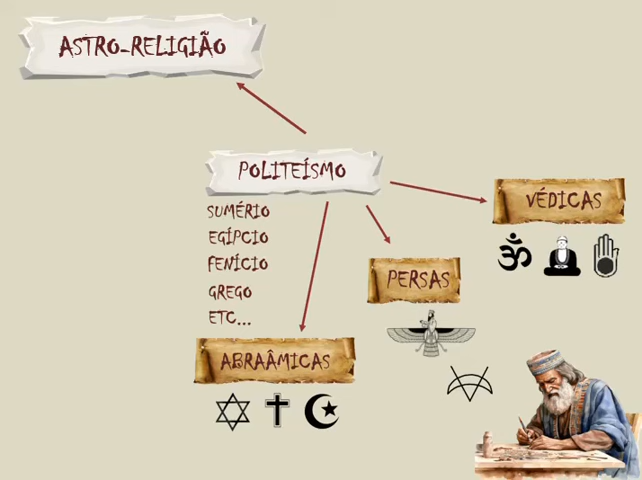 ASTRO-RELIGIÃO
POLITEÍSMO
SUMÉRIO
EGÍPCIO
FENÍCIO
GREGO
ETC...
VÉDICAS
PERSAS
ABRAÂMICAS